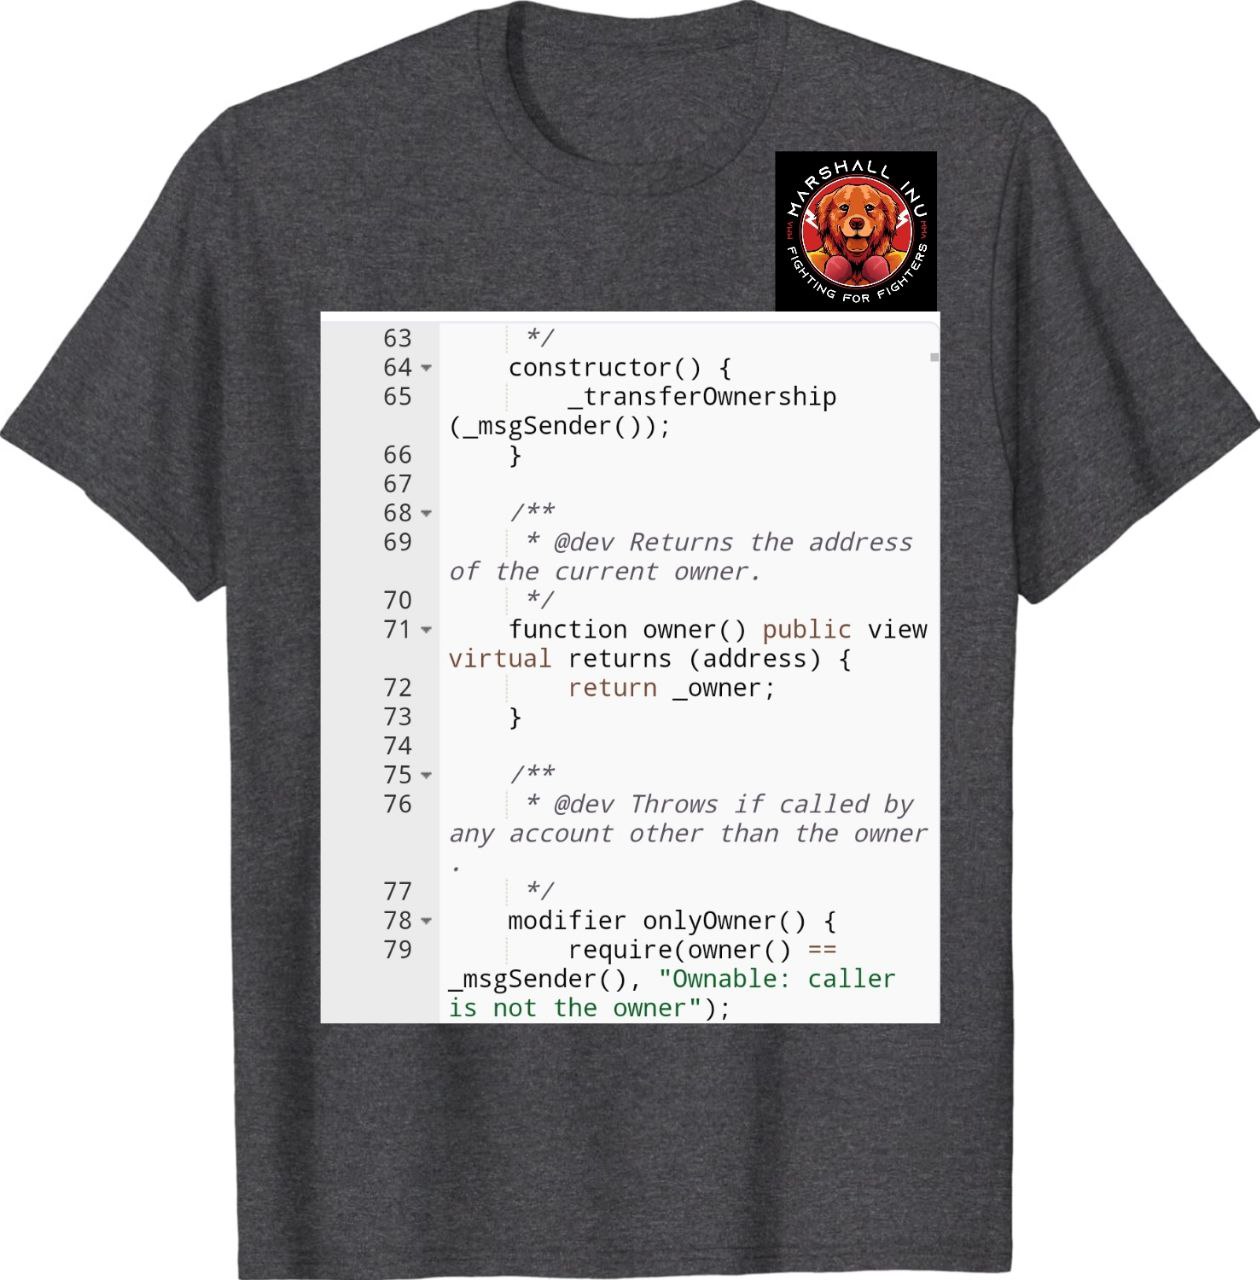 MARSHALL INU
MMA
MMA
FIGHTING FOR FIGHTERS
63 */
64 constructor() {
65 _transferOwnership
(_msgSender());
66 }
67
68 /**
69 * @dev Returns the address
of the current owner.
70 */
71 function owner() public view
virtual returns (address) {
72 return _owner;
73 }
74
75 /**
76 * @dev Throws if called by
any account other than the owner
.
77 */
78 modifier onlyOwner() {
79 require(owner() ==
_msgSender(), "Ownable: caller
is not the owner");